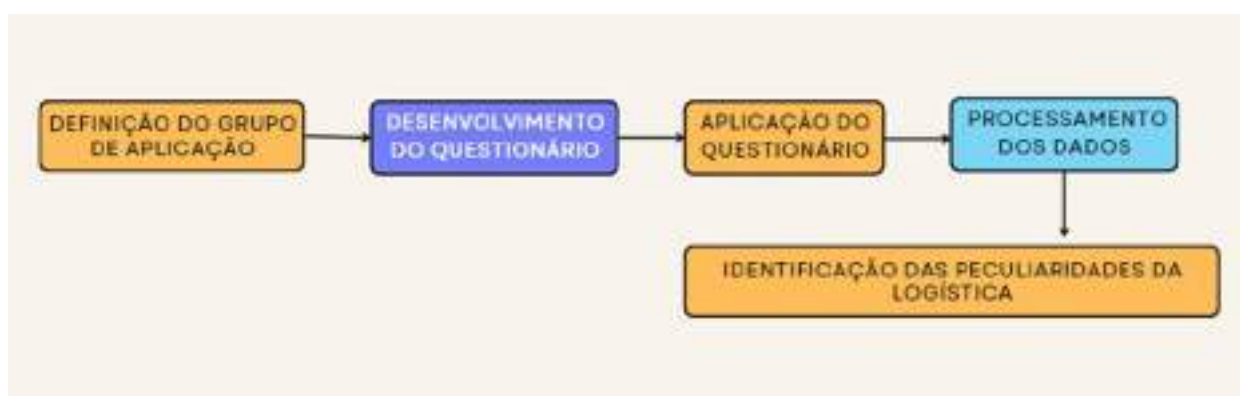 DEFINIÇÃO DO GRUPO
DE APLICAÇÃO
DESENVOLVIMENTO
DO QUESTIONÁRIO
APLICAÇÃO DO
QUESTIONÁRIO
PROCESSAMENTO
DOS DADOS
IDENTIFICAÇÃO DAS PECULIARIDADES DA
LOGÍSTICA